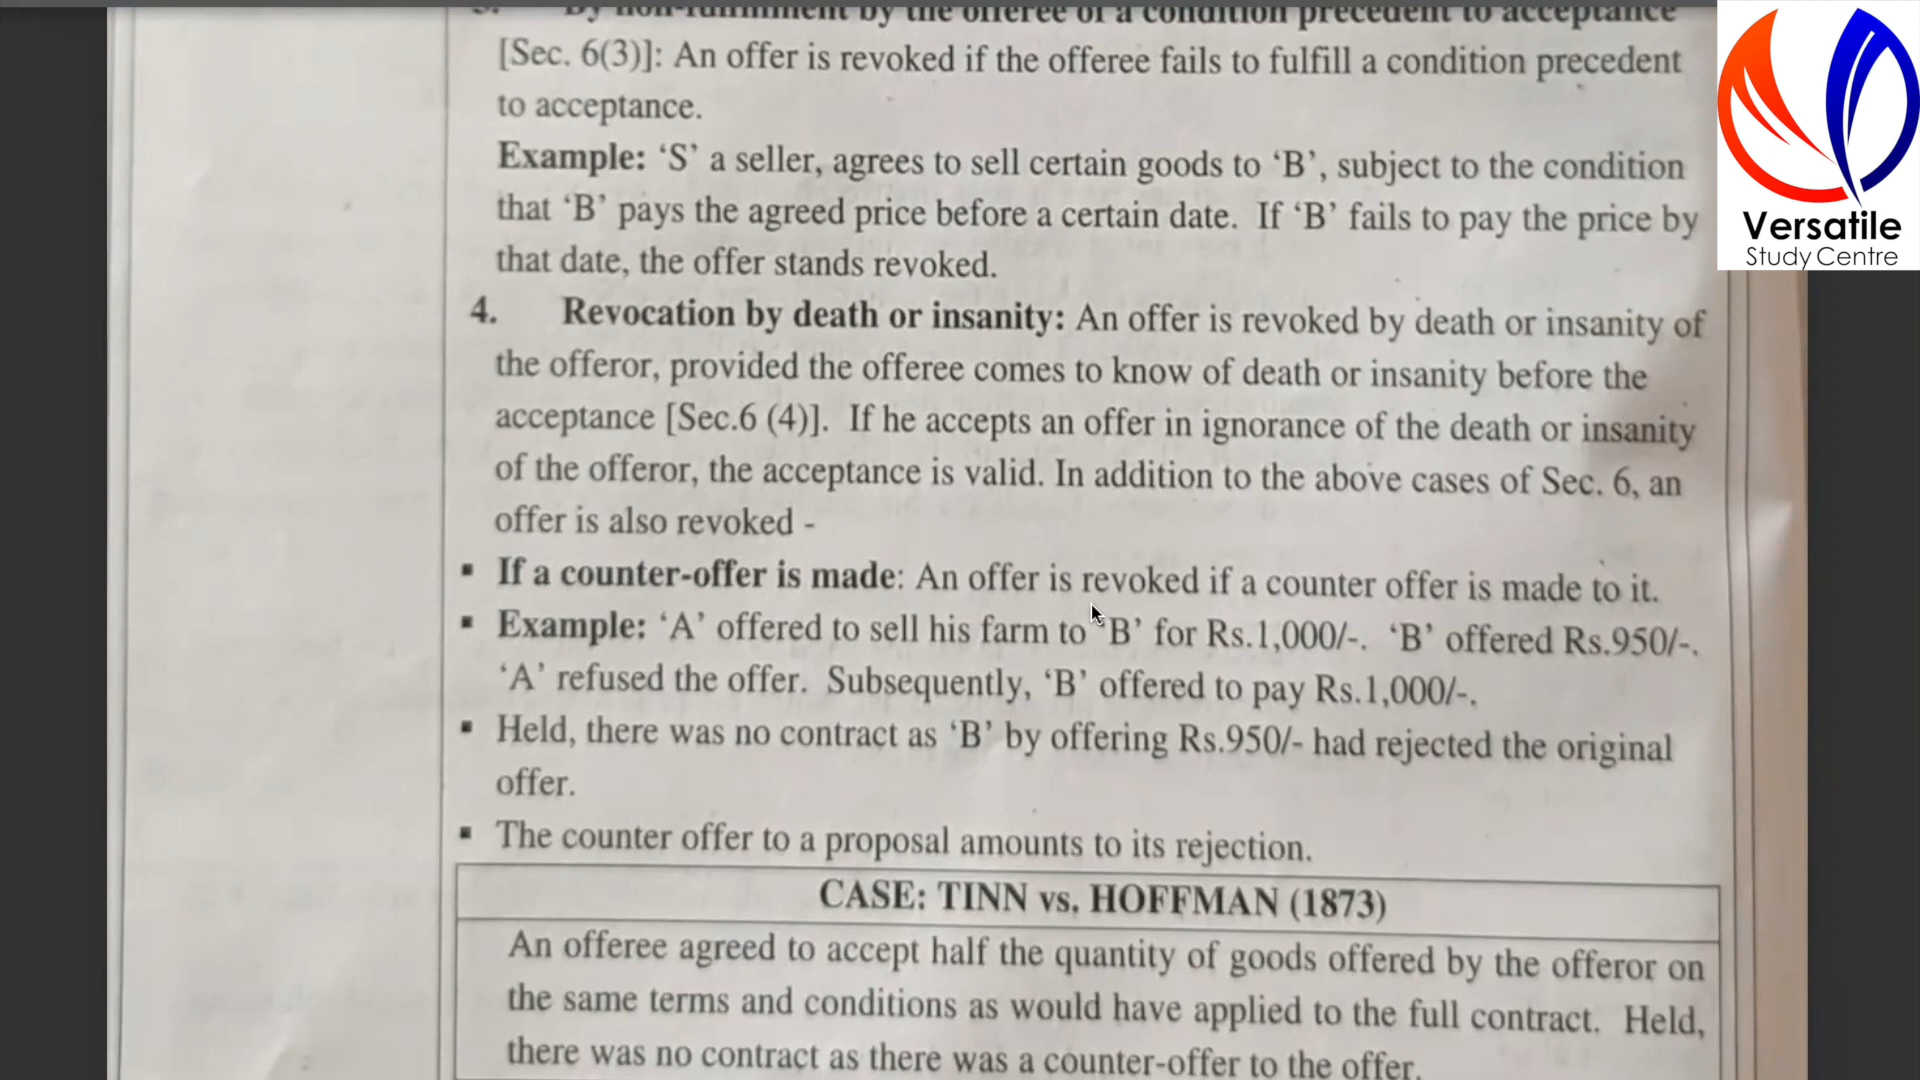 3. By non-fulfillment by the offeree of a condition precedent to acceptance
[Sec. 6(3)]: An offer is revoked if the offeree fails to fulfill a condition precedent
to acceptance.
Example: ‘S’ a seller, agrees to sell certain goods to ‘B’, subject to the condition
that ‘B’ pays the agreed price before a certain date. If ‘B’ fails to pay the price by
that date, the offer stands revoked.
4. Revocation by death or insanity: An offer is revoked by death or insanity of
the offeror, provided the offeree comes to know of death or insanity before the
acceptance [Sec.6 (4)]. If he accepts an offer in ignorance of the death or insanity
of the offeror, the acceptance is valid. In addition to the above cases of Sec. 6, an
offer is also revoked -
▪ If a counter-offer is made: An offer is revoked if a counter offer is made to it.
▪ Example: ‘A’ offered to sell his farm to ‘B’ for Rs.1,000/-. ‘B’ offered Rs.950/-.
‘A’ refused the offer. Subsequently, ‘B’ offered to pay Rs.1,000/-.
▪ Held, there was no contract as ‘B’ by offering Rs.950/- had rejected the original
offer.
▪ The counter offer to a proposal amounts to its rejection.
CASE: TINN vs. HOFFMAN (1873)
An offeree agreed to accept half the quantity of goods offered by the offeror on
the same terms and conditions as would have applied to the full contract. Held,
there was no contract as there was a counter-offer to the offer.
Versatile
Study Centre